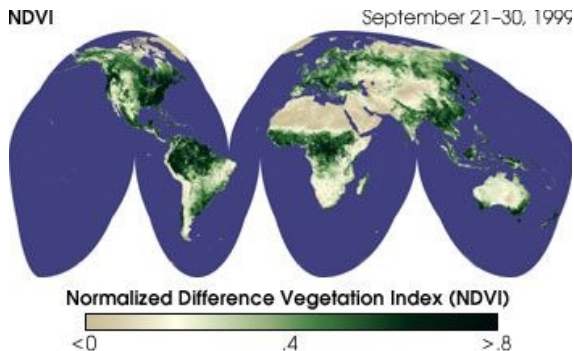 NDVI
September 21–30, 1999
Normalized Difference Vegetation Index (NDVI)
<0 .4 >.8